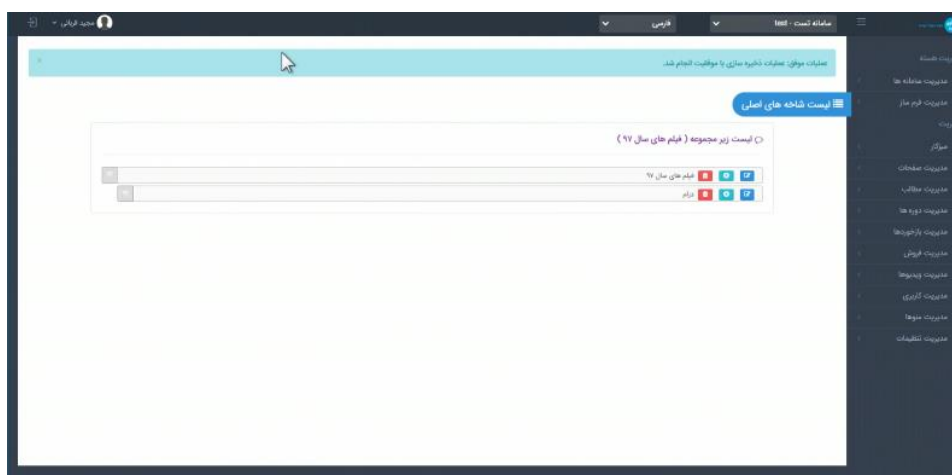 سامانه تست - test
فارسی
مجید قربانی
عملیات موفق: عملیات ذخیره سازی با موفقیت انجام شد.
لیست شاخه های اصلی
لیست زیر مجموعه ( فیلم های سال ۹۷ )
فیلم های سال ۹۷
درام
مدیریت سامانه ها
مدیریت فرم ساز
میزکار
مدیریت صفحات
مدیریت مطالب
مدیریت دوره ها
مدیریت بازخوردها
مدیریت فروش
مدیریت ویدیوها
مدیریت کاربری
مدیریت منوها
مدیریت تنظیمات